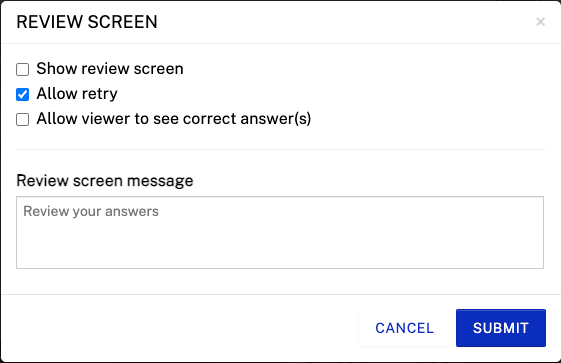 REVIEW SCREEN ×
Show review screen
Allow retry
Allow viewer to see correct answer(s)
Review screen message
Review your answers
CANCEL SUBMIT